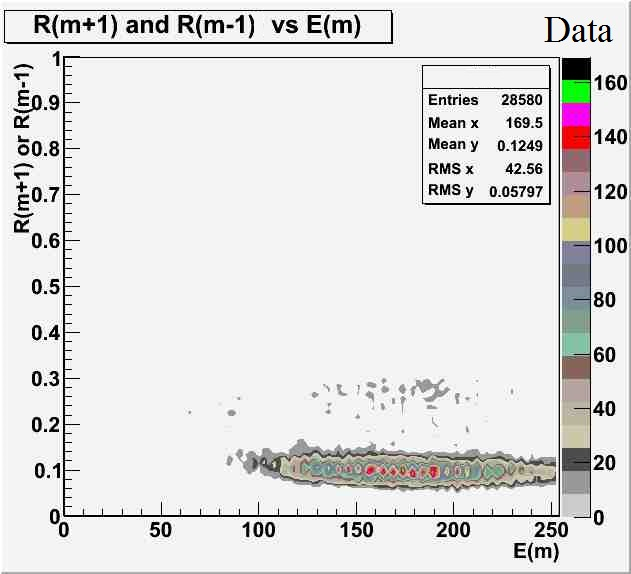 R(m+1) and R(m-1) vs E(m)
Data
R(m+1) or R(m-1)
1
0.9
0.8
0.7
0.6
0.5
0.4
0.3
0.2
0.1
0
Entries 28580
Mean x 169.5
Mean y 0.1249
RMS x 42.56
RMS y 0.05797
160
140
120
100
80
60
40
20
0
0 50 100 150 200 250
E(m)